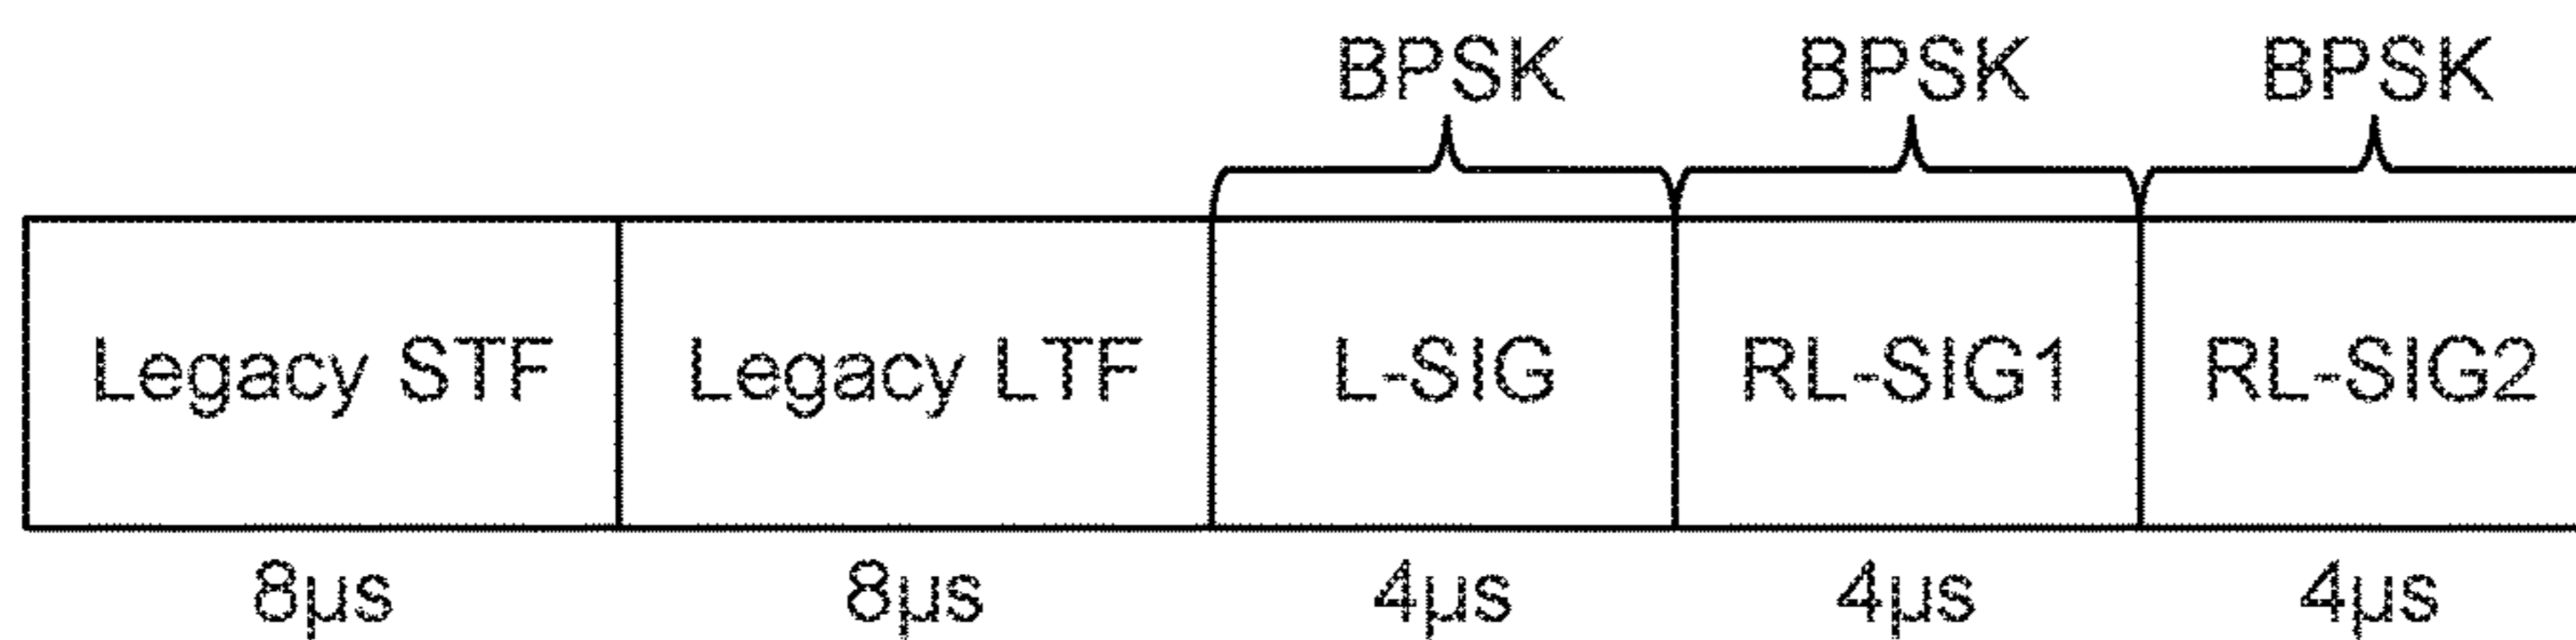 BPSK BPSK BPSK
Legacy STF Legacy LTF L-SIG RL-SIG1 RL-SIG2
8µs 8µs 4µs 4µs 4µs